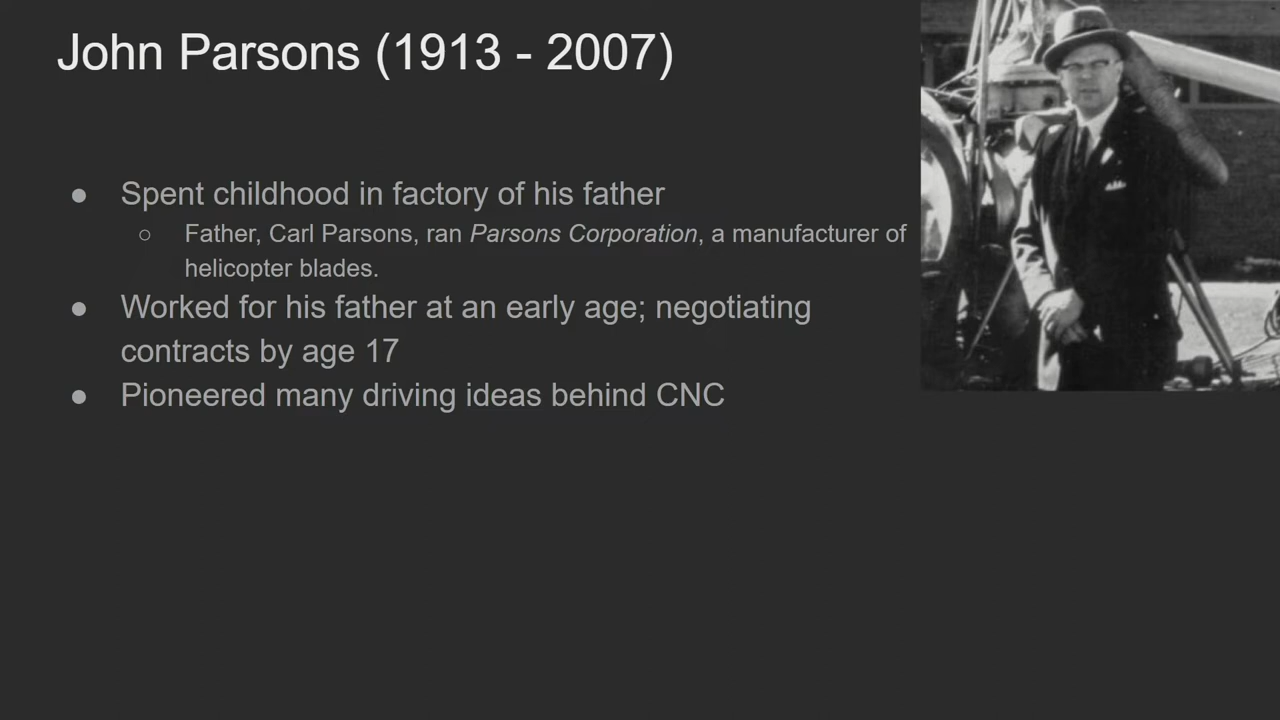 John Parsons (1913 - 2007)
● Spent childhood in factory of his father
○ Father, Carl Parsons, ran Parsons Corporation, a manufacturer of
helicopter blades.
● Worked for his father at an early age; negotiating
contracts by age 17
● Pioneered many driving ideas behind CNC